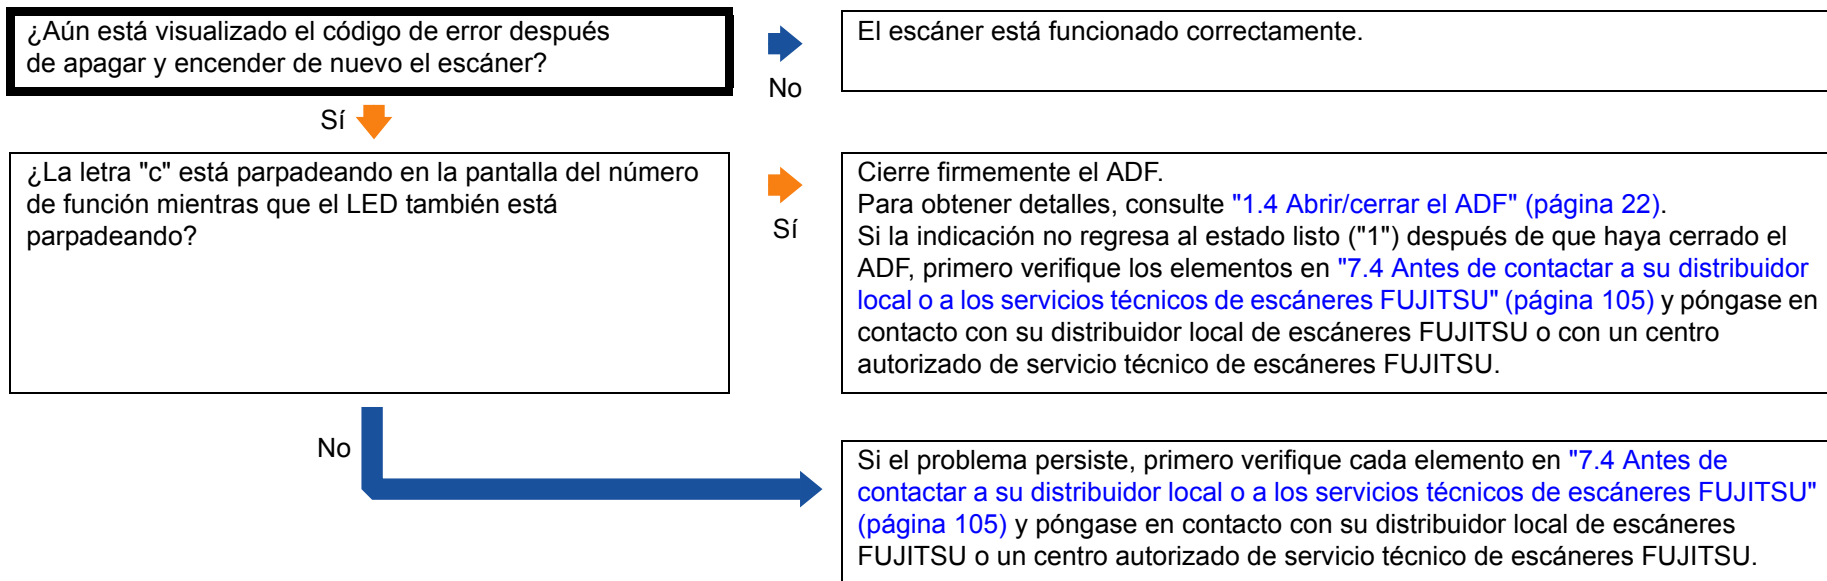 ¿Aún está visualizado el código de error después
de apagar y encender de nuevo el escáner?
No
El escáner está funcionado correctamente.
Sí
¿La letra "c" está parpadeando en la pantalla del número
de función mientras que el LED también está
parpadeando?
Sí
Cierre firmemente el ADF.
Para obtener detalles, consulte "1.4 Abrir/cerrar el ADF" (página 22).
Si la indicación no regresa al estado listo ("1") después de que haya cerrado el
ADF, primero verifique los elementos en "7.4 Antes de contactar a su distribuidor
local o a los servicios técnicos de escáneres FUJITSU" (página 105) y póngase en
contacto con su distribuidor local de escáneres FUJITSU o con un centro
autorizado de servicio técnico de escáneres FUJITSU.
No
Si el problema persiste, primero verifique cada elemento en "7.4 Antes de
contactar a su distribuidor local o a los servicios técnicos de escáneres FUJITSU"
(página 105) y póngase en contacto con su distribuidor local de escáneres
FUJITSU o un centro autorizado de servicio técnico de escáneres FUJITSU.